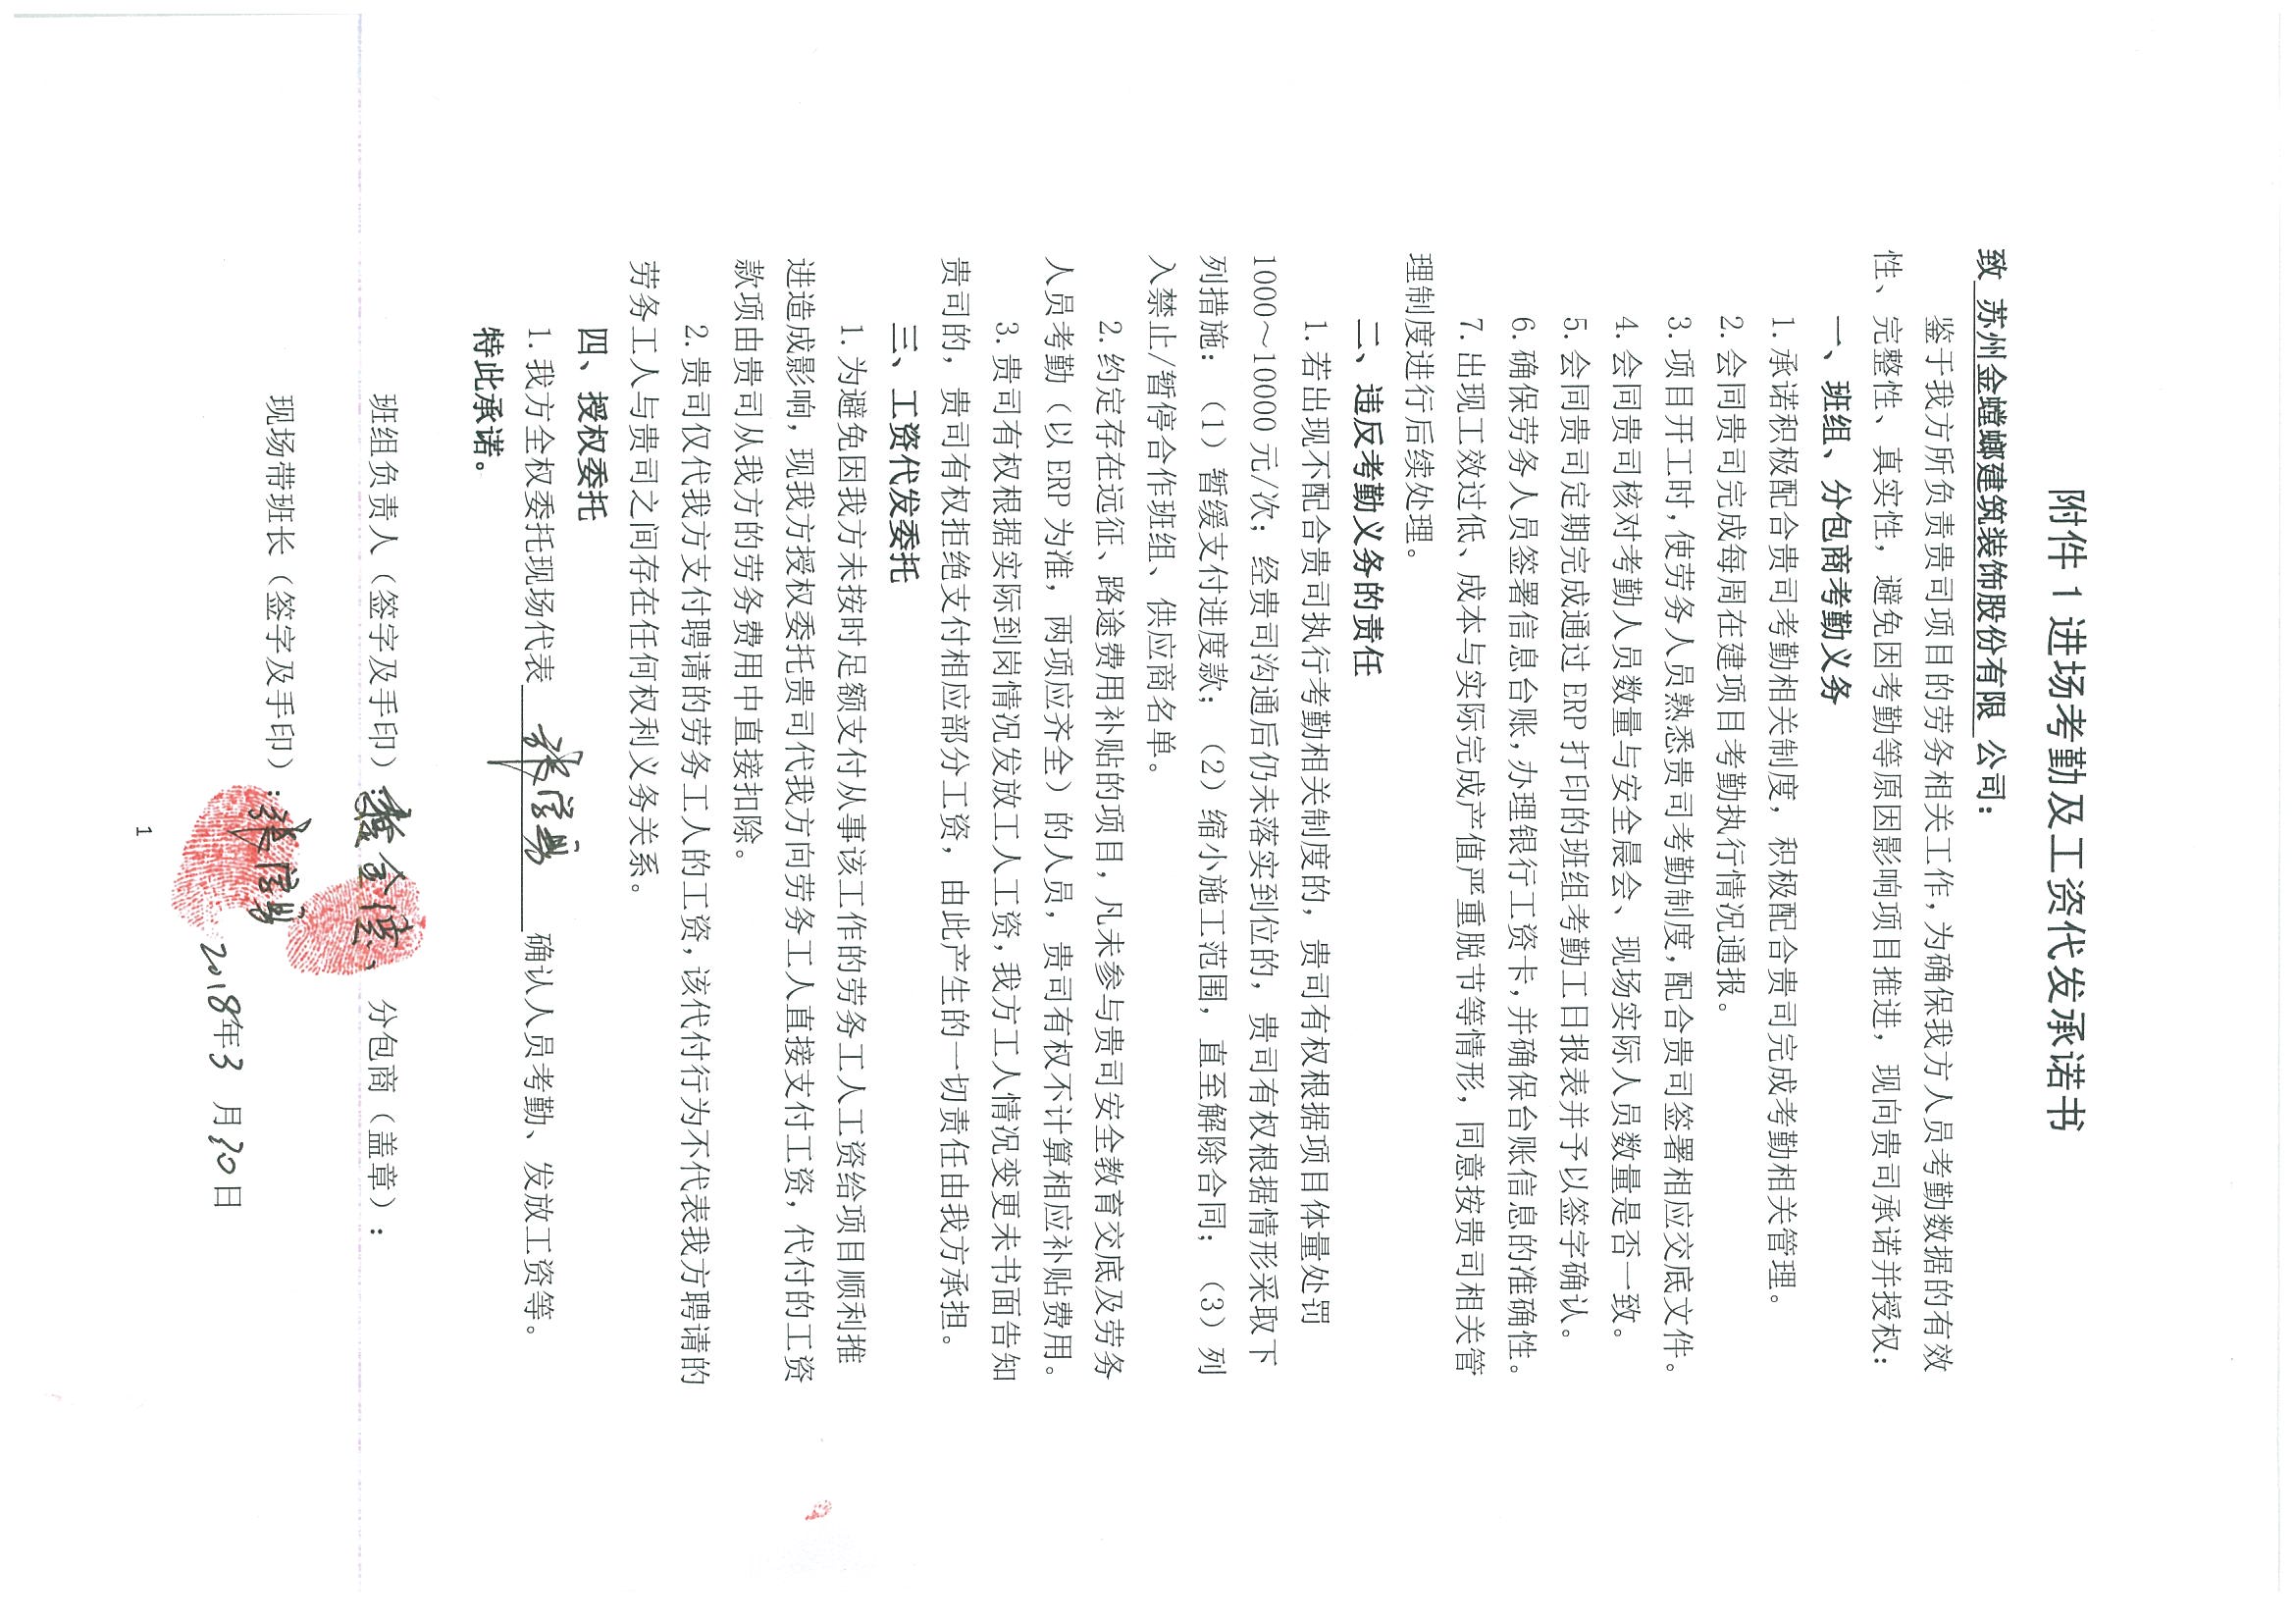 附件1进场考勤及工资代发承诺书
致 苏州金螳螂建筑装饰股份有限 公司：
鉴于我方所负责贵司项目的劳务相关工作，为确保我方人员考勤数据的有效
性、完整性、真实性，避免因考勤等原因影响项目推进，现向贵司承诺并授权：
一、班组、分包商考勤义务
1.承诺积极配合贵司考勤相关制度，积极配合贵司完成考勤相关管理。
2.会同贵司完成每周在建项目考勤执行情况通报。
3.项目开工时，使劳务人员熟悉贵司考勤制度，配合贵司签署相应交底文件。
4.会同贵司核对考勤人员数量与安全晨会、现场实际人员数量是否一致。
5.会同贵司定期完成通过ERP打印的班组考勤工日报表并予以签字确认。
6.确保劳务人员签署信息台账，办理银行工资卡，并确保台账信息的准确性。
7.出现工效过低、成本与实际完成产值严重脱节等情形，同意按贵司相关管
理制度进行后续处理。
二、违反考勤义务的责任
1.若出现不配合贵司执行考勤相关制度的，贵司有权根据项目体量处罚
1000～10000元/次；经贵司沟通后仍未落实到位的，贵司有权根据情形采取下
列措施：（1）暂缓支付进度款；（2）缩小施工范围，直至解除合同；（3）列
入禁止/暂停合作班组、供应商名单。
2.约定存在远征、路途费用补贴的项目，凡未参与贵司安全教育交底及劳务
人员考勤（以ERP为准，两项应齐全）的人员，贵司有权不计算相应补贴费用。
3.贵司有权根据实际到岗情况发放工人工资，我方工人情况变更未书面告知
贵司的，贵司有权拒绝支付相应部分工资，由此产生的一切责任由我方承担。
三、工资代发委托
1.为避免因我方未按时足额支付从事该工作的劳务工人工资给项目顺利推
进造成影响，现我方授权委托贵司代我方向劳务工人直接支付工资，代付的工资
款项由贵司从我方的劳务费用中直接扣除。
2.贵司仅代我方支付聘请的劳务工人的工资，该代付行为不代表我方聘请的
劳务工人与贵司之间存在任何权利义务关系。
四、授权委托
1.我方全权委托现场代表 张学勇 确认人员考勤、发放工资等。
特此承诺。
班组负责人（签字及手印）： 分包商（盖章）：
现场带班长（签字及手印）：张学勇
2018年3月30日
1